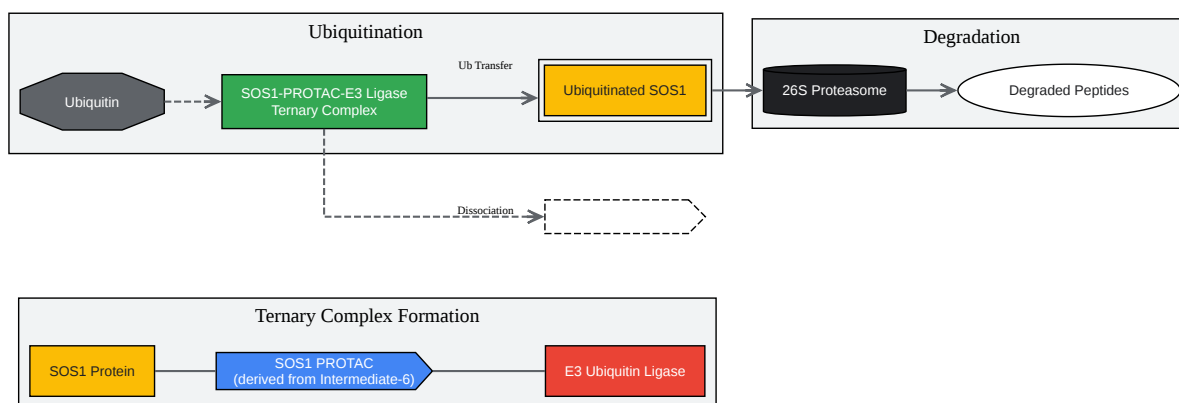 Ubiquitination
Degradation
Ubiquitin
SOS1-PROTAC-E3 Ligase
Ternary Complex
Ub Transfer
Ubiquitinated SOS1
26S Proteasome
Degraded Peptides
Dissociation
Ternary Complex Formation
SOS1 Protein
SOS1 PROTAC
(derived from Intermediate-6)
E3 Ubiquitin Ligase